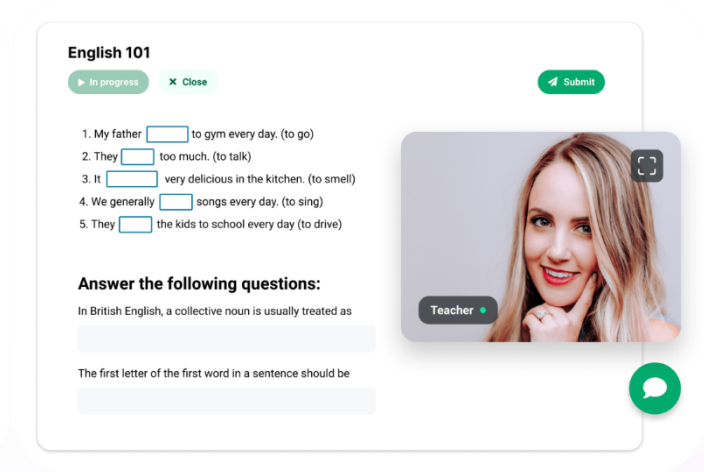 English 101
In progress
Close
Submit
1. My father to gym every day. (to go)
2. They too much. (to talk)
3. It very delicious in the kitchen. (to smell)
4. We generally songs every day. (to sing)
5. They the kids to school every day (to drive)
Teacher
Answer the following questions:
In British English, a collective noun is usually treated as
The first letter of the first word in a sentence should be